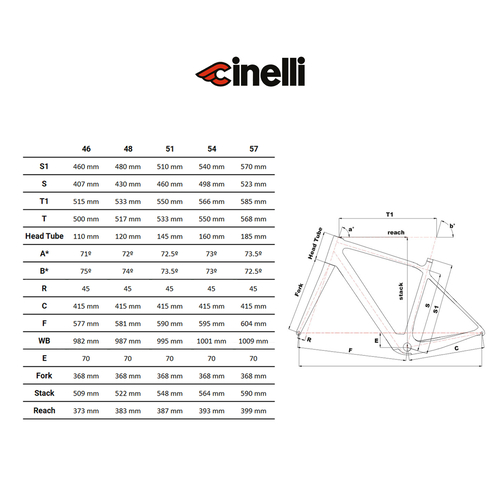 Cinelli
46 48 51 54 57
S1 460 mm 480 mm 510 mm 540 mm 570 mm
S 407 mm 430 mm 460 mm 498 mm 523 mm
T1 515 mm 533 mm 550 mm 566 mm 585 mm
T 500 mm 517 mm 533 mm 550 mm 568 mm
Head Tube 110 mm 120 mm 145 mm 160 mm 185 mm
A* 71º 72º 72.5º 73º 73.5º
B* 75º 74º 73.5º 73º 72.5º
R 45 45 45 45 45
C 415 mm 415 mm 415 mm 415 mm 415 mm
F 577 mm 581 mm 590 mm 595 mm 604 mm
WB 982 mm 987 mm 995 mm 1001 mm 1009 mm
E 70 70 70 70 70
Fork 368 mm 368 mm 368 mm 368 mm 368 mm
Stack 509 mm 522 mm 548 mm 564 mm 590 mm
Reach 373 mm 383 mm 387 mm 393 mm 399 mm
T1
a°
b°
reach
Head Tube
Fork
stack
S
S1
R
E
F
C